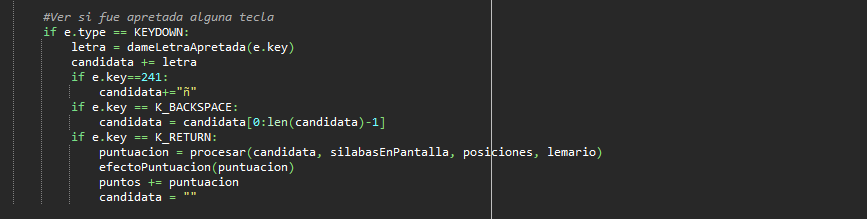 #Ver si fue apretada alguna tecla
if e.type == KEYDOWN:
letra = dameLetraApretada(e.key)
candidata += letra
if e.key==241:
candidata+="ñ"
if e.key == K_BACKSPACE:
candidata = candidata[0:len(candidata)-1]
if e.key == K_RETURN:
puntuacion = procesar(candidata, silabasEnPantalla, posiciones, lemario)
efectoPuntuacion(puntuacion)
puntos += puntuacion
candidata = ""